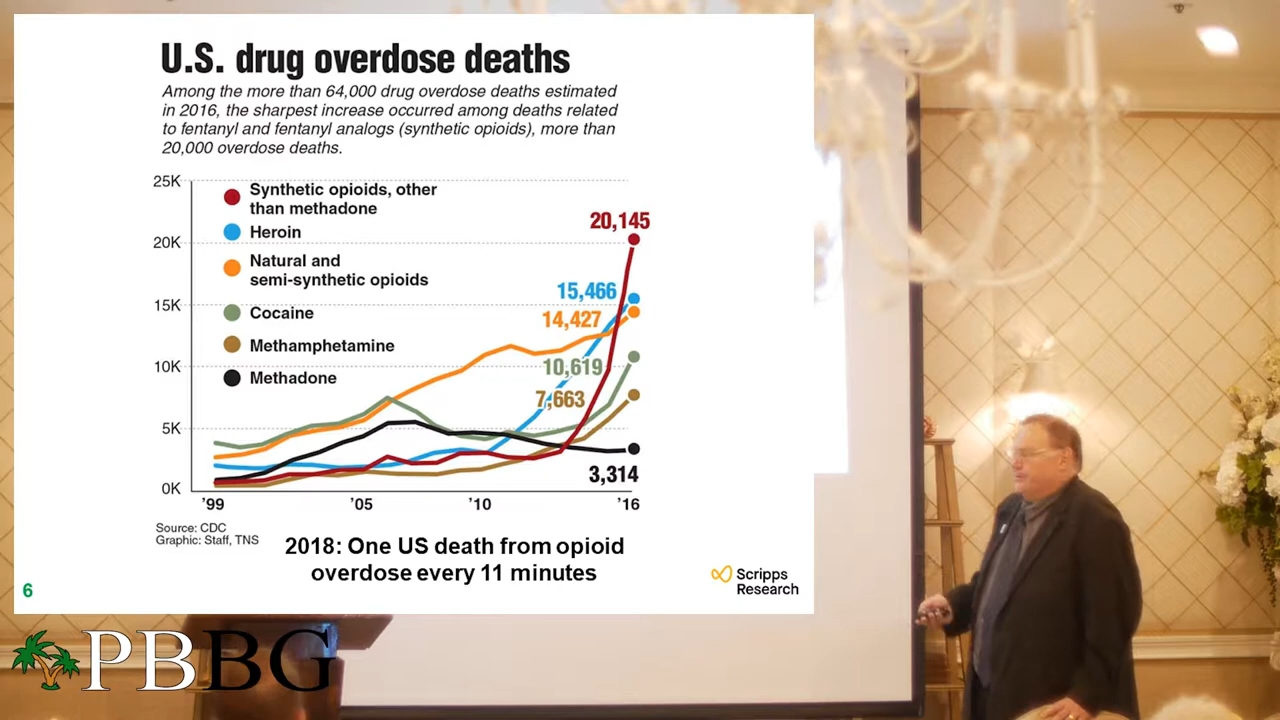 U.S. drug overdose deaths
Among the more than 64,000 drug overdose deaths estimated
in 2016, the sharpest increase occurred among deaths related
to fentanyl and fentanyl analogs (synthetic opioids), more than
20,000 overdose deaths.
25K
Synthetic opioids, other
than methadone
20,145
Heroin
20K
Natural and
semi-synthetic opioids
15,466
15K
Cocaine
14,427
Methamphetamine
10K
10,619
Methadone
7,663
5K
3,314
0K
'99
'05
'10
'16
Source: CDC
Graphic: Staff, TNS
2018: One US death from opioid
overdose every 11 minutes
6
Scripps
Research
PBBG